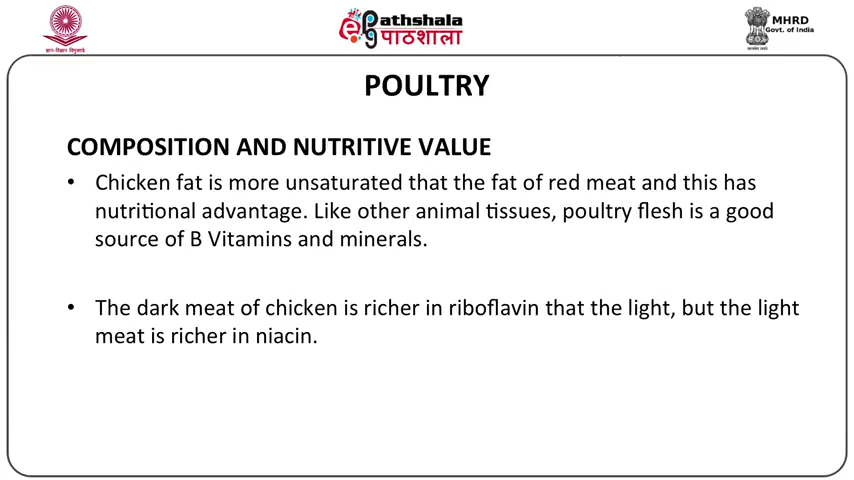 ज्ञान-विज्ञान विमुक्तये
ePathshala
पाठशाला
MHRD
Govt. of India
POULTRY
COMPOSITION AND NUTRITIVE VALUE
• Chicken fat is more unsaturated that the fat of red meat and this has
nutritional advantage. Like other animal tissues, poultry flesh is a good
source of B Vitamins and minerals.
• The dark meat of chicken is richer in riboflavin that the light, but the light
meat is richer in niacin.